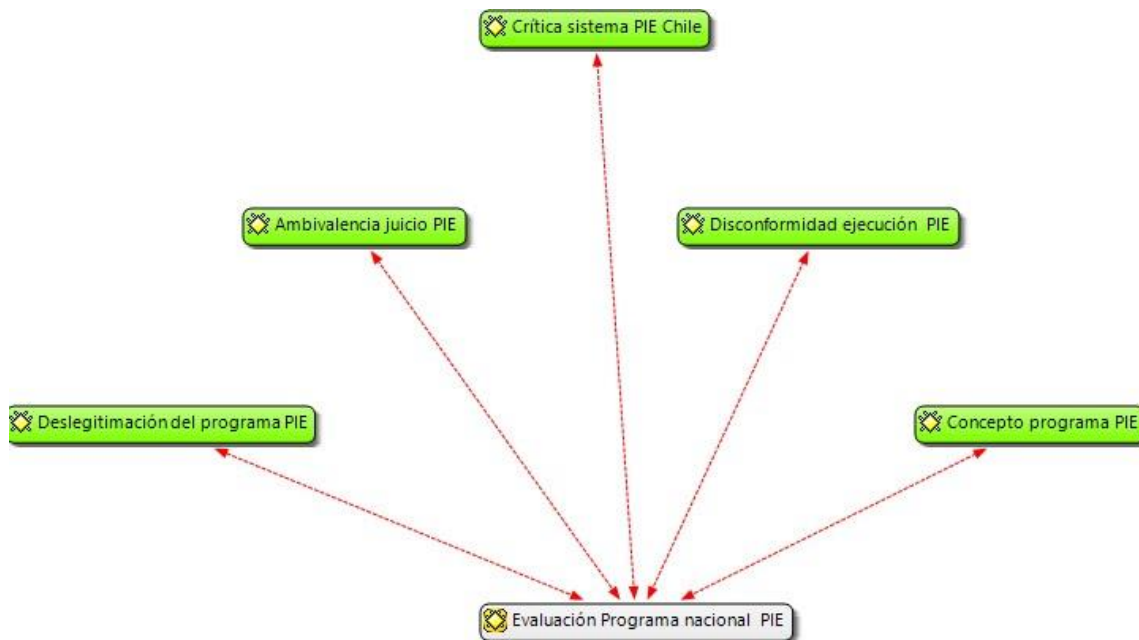 Crítica sistema PIE Chile
Ambivalencia juicio PIE
Disconformidad ejecución PIE
Deslegitimación del programa PIE
Concepto programa PIE
Evaluación Programa nacional PIE